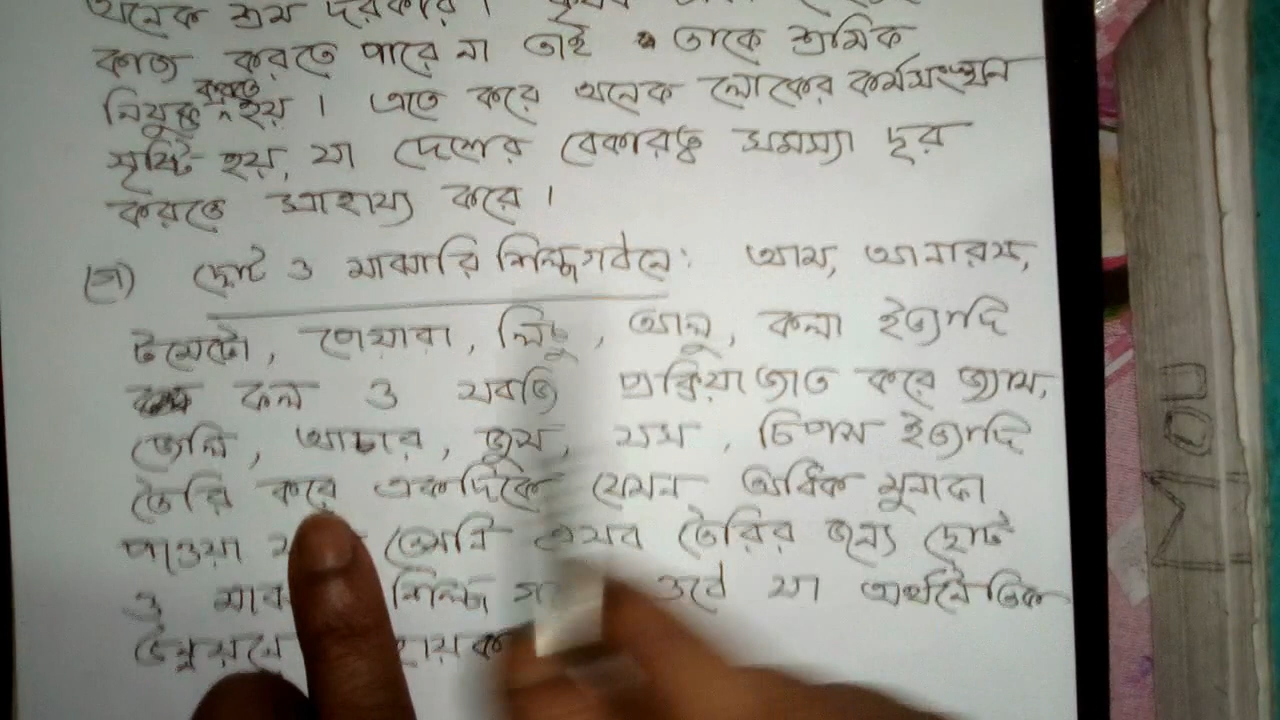 অনেক শ্রম দরকার।
কাজ করতে পারে না তাই তাকে শ্রমিক
করতে
নিযুক্ত হয়। এতে করে অনেক লোকের কর্মসংস্থান
সৃষ্টি হয়, যা দেশের বেকারত্ব সমস্যা দূর
করতে সাহায্য করে।
(গ) ছোট ও মাঝারি শিল্পগঠনে: আম, আনারস,
টমেটো, পেয়ারা, লিচু, আলু, কলা ইত্যাদি
ফল ও সবজি প্রক্রিয়াজাত করে জ্যাম,
জেলি, আচার, জুস, সস, চিপস ইত্যাদি
তৈরি করে একদিকে যেমন অধিক মুনাফা
পাওয়া তেমনি এসব তৈরির জন্য ছোট
ও শিল্প ওঠে যা অর্থনৈতিক
উন্নয়নে